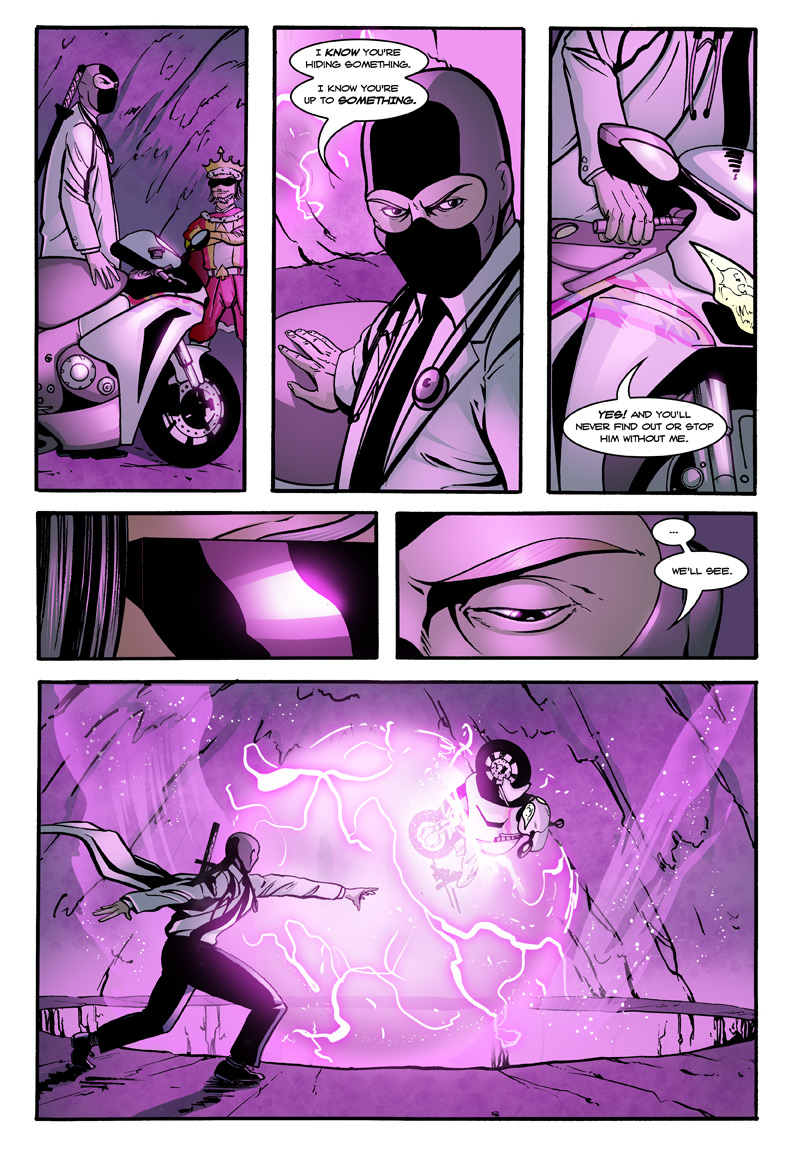 I KNOW YOU'RE
HIDING SOMETHING.
I KNOW YOU'RE
UP TO SOMETHING.
YES! AND YOU'LL
NEVER FIND OUT OR STOP
HIM WITHOUT ME.
...
WE'LL SEE.